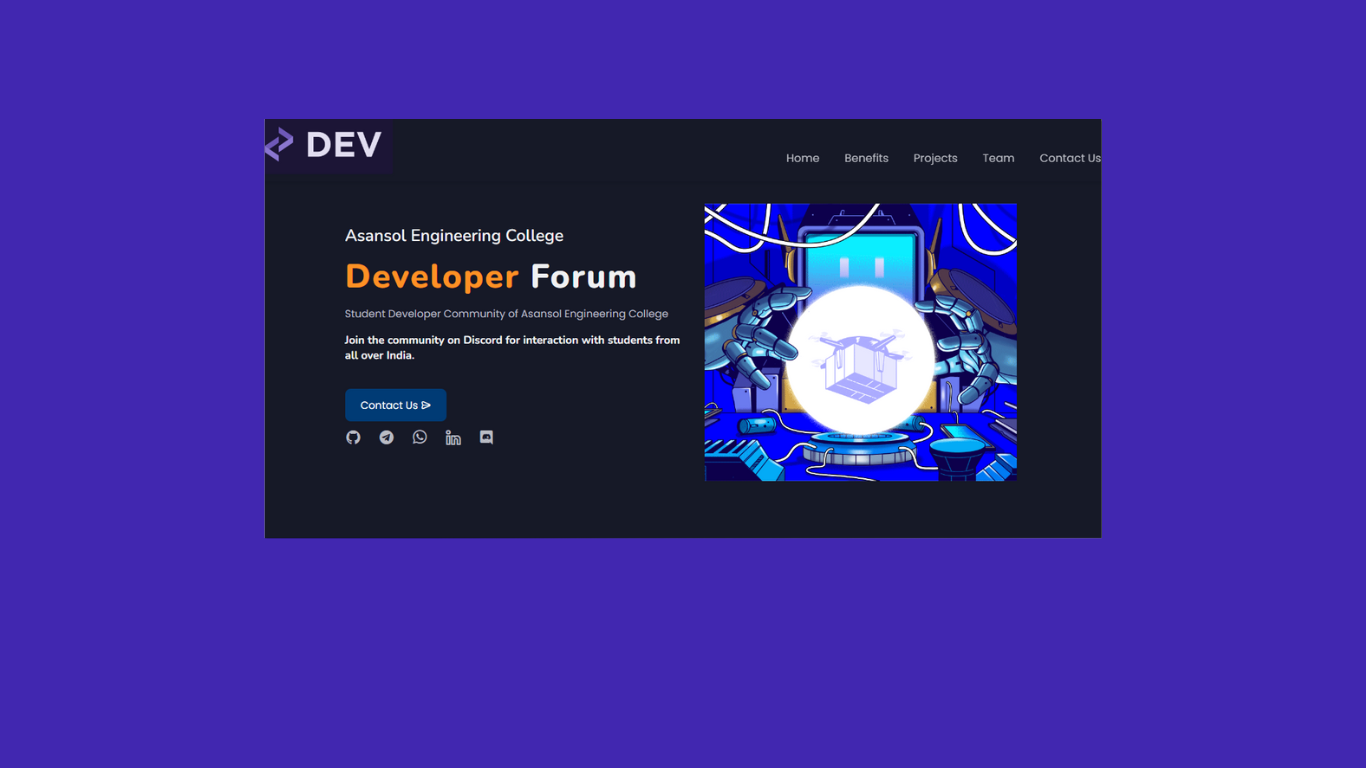 DEV
Home Benefits Projects Team Contact Us
Asansol Engineering College
Developer Forum
Student Developer Community of Asansol Engineering College
Join the community on Discord for interaction with students from
all over India.
Contact Us